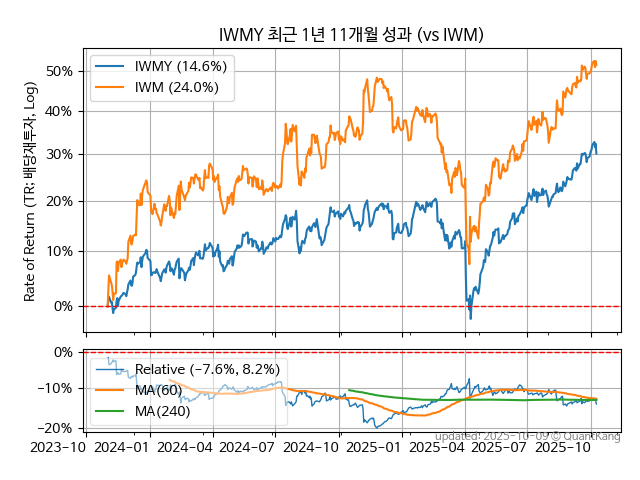 IWMY 최근 1년 11개월 성과 (vs IWM)
Rate of Return (TR: 배당재투자, Log)
50%
40%
30%
20%
10%
0%
IWMY (14.6%)
IWM (24.0%)
0%
−10%
−20%
Relative (−7.6%, 8.2%)
MA(60)
MA(240)
2023−10 2024−01 2024−04 2024−07 2024−10 2025−01 2025−04 2025−07 2025−10
updated: 2025−10−09 © QuantKang